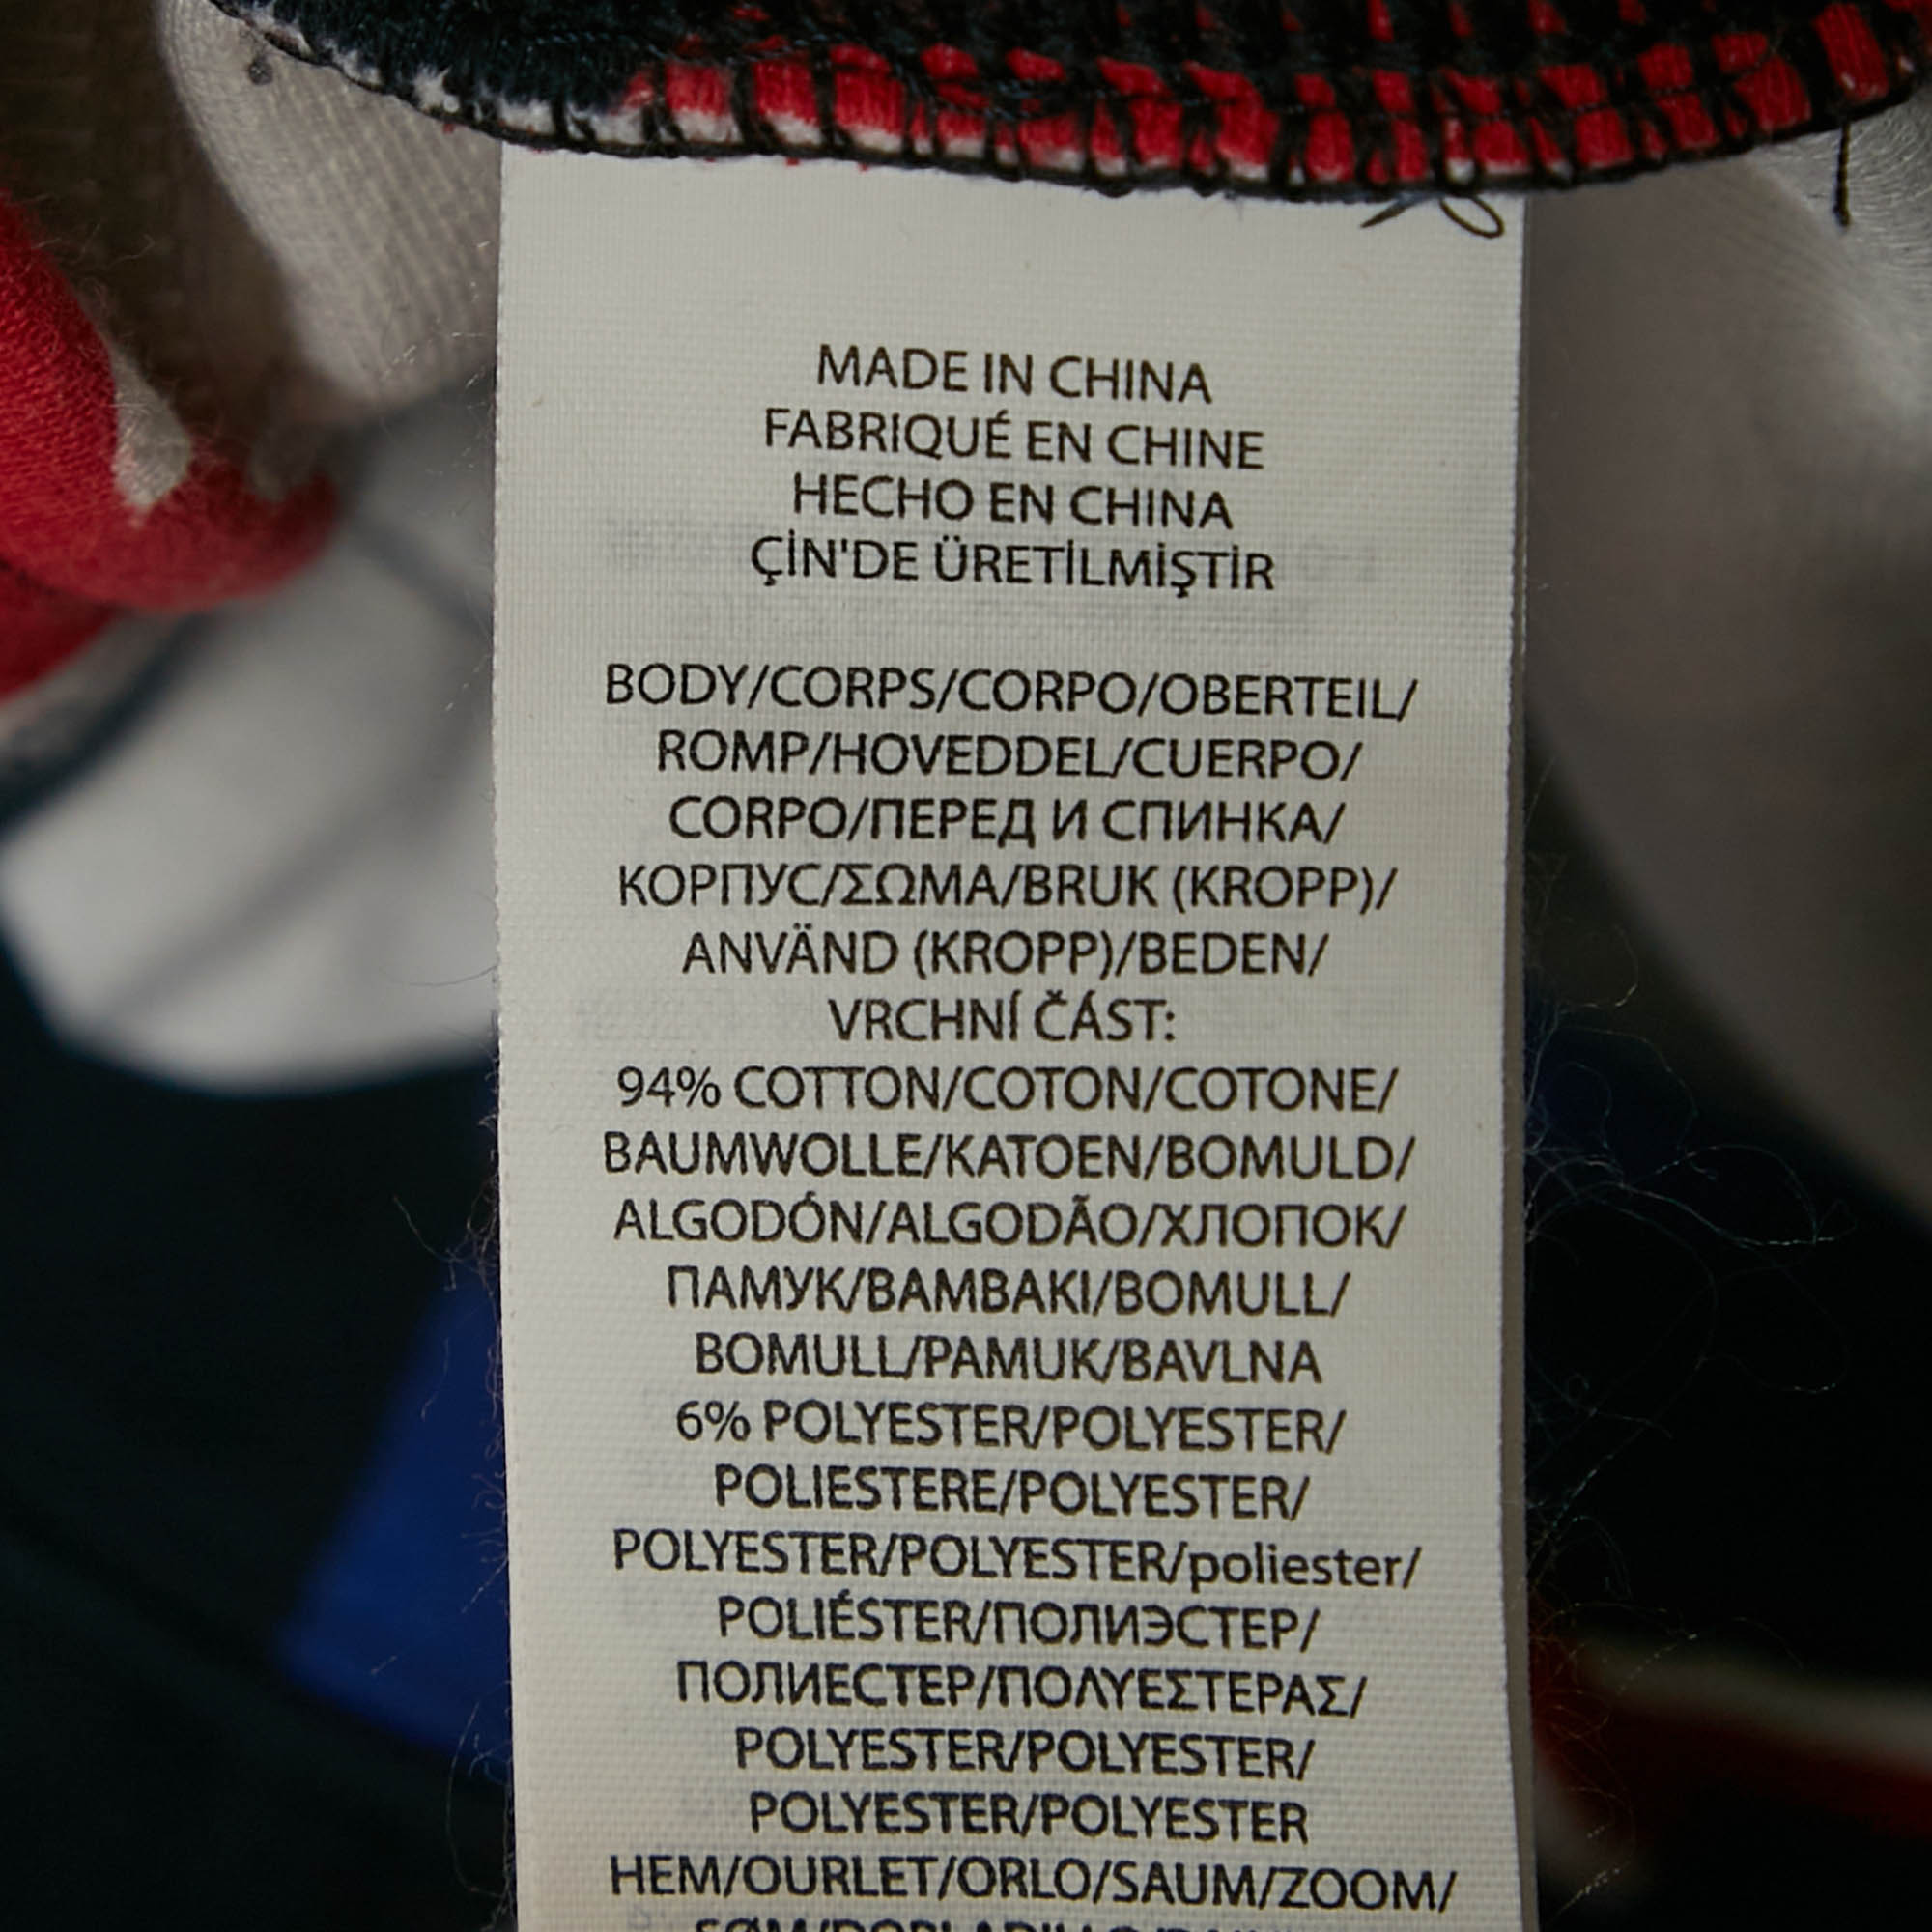 MADE IN CHINA
FABRIQUÉ EN CHINE
HECHO EN CHINA
ÇİN'DE ÜRETİLMİŞTİR
BODY/CORPS/CORPO/OBERTEIL/
ROMP/HOVEDDEL/CUERPO/
CORPO/ПЕРЕД И СПИНКА/
КОРПУС/ΣΩΜΑ/BRUK (KROPP)/
ANVÄND (KROPP)/BEDEN/
VRCHNÍ ČÁST:
94% COTTON/COTON/COTONE/
BAUMWOLLE/KATOEN/BOMULD/
ALGODÓN/ALGODÃO/ХЛОПОК/
ПАМУК/ΒΑΜΒΑΚΙ/BOMULL/
BOMULL/PAMUK/BAVLNA
6% POLYESTER/POLYESTER/
POLIESTERE/POLYESTER/
POLYESTER/POLYESTER/poliester/
POLIÉSTER/ПОЛИЭСТЕР/
ПОЛИЕСТЕР/ΠΟΛΥΕΣΤΕΡΑΣ/
POLYESTER/POLYESTER/
POLYESTER/POLYESTER
HEM/OURLET/ORLO/SAUM/ZOOM/